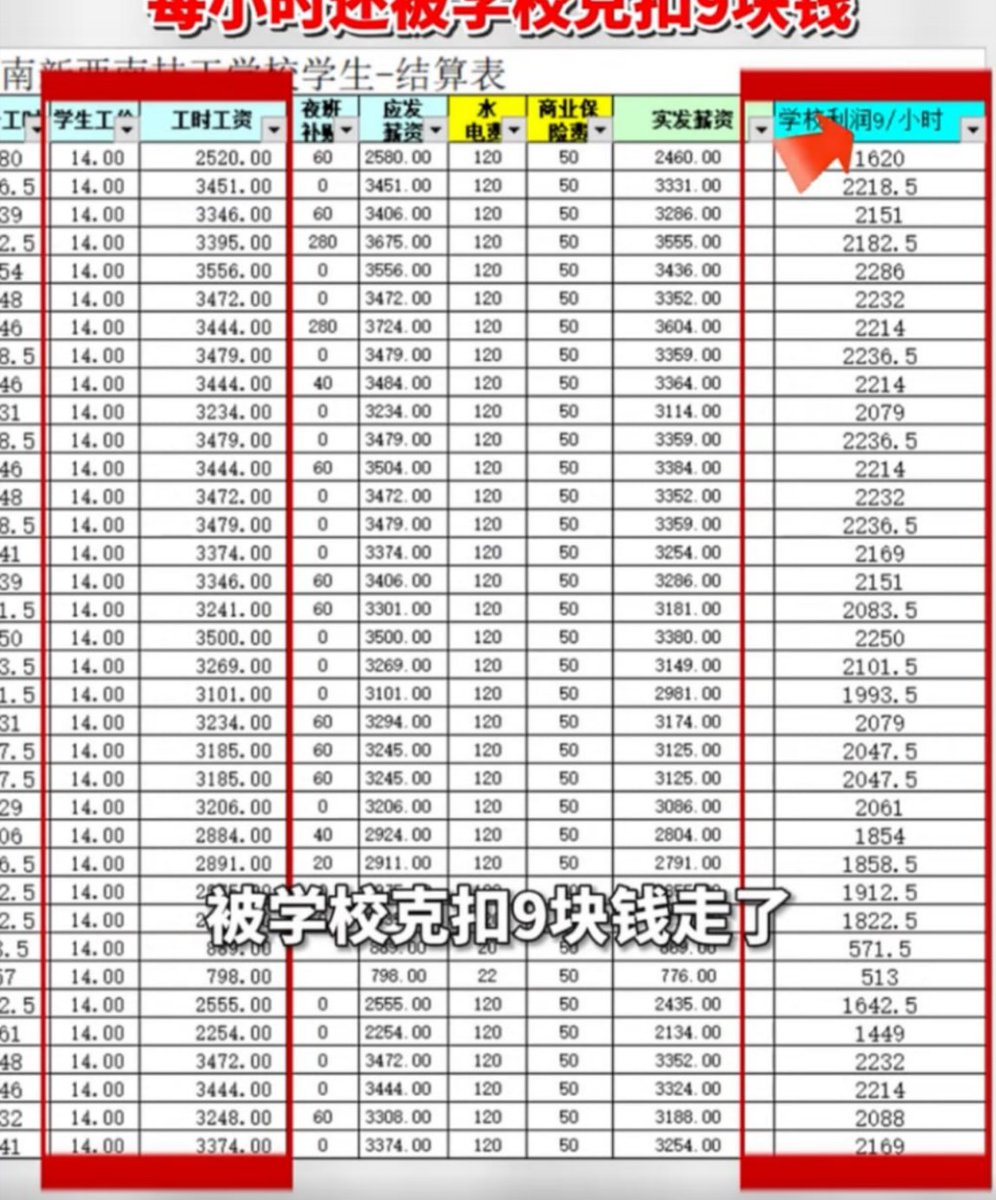 每小时还被学校克扣9块钱
南新西南技工学校学生-结算表
学生工价 工时工资 夜班补贴 应发薪资 水电费 商业保险费 实发薪资 学校利润9/小时
80 14.00 2520.00 60 2580.00 120 50 2460.00 1620
6.5 14.00 3451.00 0 3451.00 120 50 3331.00 2218.5
39 14.00 3346.00 60 3406.00 120 50 3286.00 2151
2.5 14.00 3395.00 280 3675.00 120 50 3555.00 2182.5
54 14.00 3556.00 0 3556.00 120 50 3436.00 2286
48 14.00 3472.00 0 3472.00 120 50 3352.00 2232
46 14.00 3444.00 280 3724.00 120 50 3604.00 2214
8.5 14.00 3479.00 0 3479.00 120 50 3359.00 2236.5
46 14.00 3444.00 40 3484.00 120 50 3364.00 2214
31 14.00 3234.00 0 3234.00 120 50 3114.00 2079
8.5 14.00 3479.00 0 3479.00 120 50 3359.00 2236.5
46 14.00 3444.00 60 3504.00 120 50 3384.00 2214
48 14.00 3472.00 0 3472.00 120 50 3352.00 2232
8.5 14.00 3479.00 0 3479.00 120 50 3359.00 2236.5
41 14.00 3374.00 0 3374.00 120 50 3254.00 2169
39 14.00 3346.00 60 3406.00 120 50 3286.00 2151
1.5 14.00 3241.00 60 3301.00 120 50 3181.00 2083.5
50 14.00 3500.00 0 3500.00 120 50 3380.00 2250
3.5 14.00 3269.00 0 3269.00 120 50 3149.00 2101.5
1.5 14.00 3101.00 0 3101.00 120 50 2981.00 1993.5
31 14.00 3234.00 60 3294.00 120 50 3174.00 2079
7.5 14.00 3185.00 60 3245.00 120 50 3125.00 2047.5
7.5 14.00 3185.00 60 3245.00 120 50 3125.00 2047.5
29 14.00 3206.00 0 3206.00 120 50 3086.00 2061
06 14.00 2884.00 40 2924.00 120 50 2804.00 1854
6.5 14.00 2891.00 20 2911.00 120 50 2791.00 1858.5
2.5 14.00 1912.5
被学校克扣9块钱走了
2.5 14.00 1822.5
3.5 14.00 889.00 889.00 20 869.00 571.5
57 14.00 798.00 798.00 22 50 776.00 513
2.5 14.00 2555.00 0 2555.00 120 50 2435.00 1642.5
61 14.00 2254.00 0 2254.00 120 50 2134.00 1449
48 14.00 3472.00 0 3472.00 120 50 3352.00 2232
46 14.00 3444.00 0 3444.00 120 50 3324.00 2214
32 14.00 3248.00 60 3308.00 120 50 3188.00 2088
41 14.00 3374.00 0 3374.00 120 50 3254.00 2169